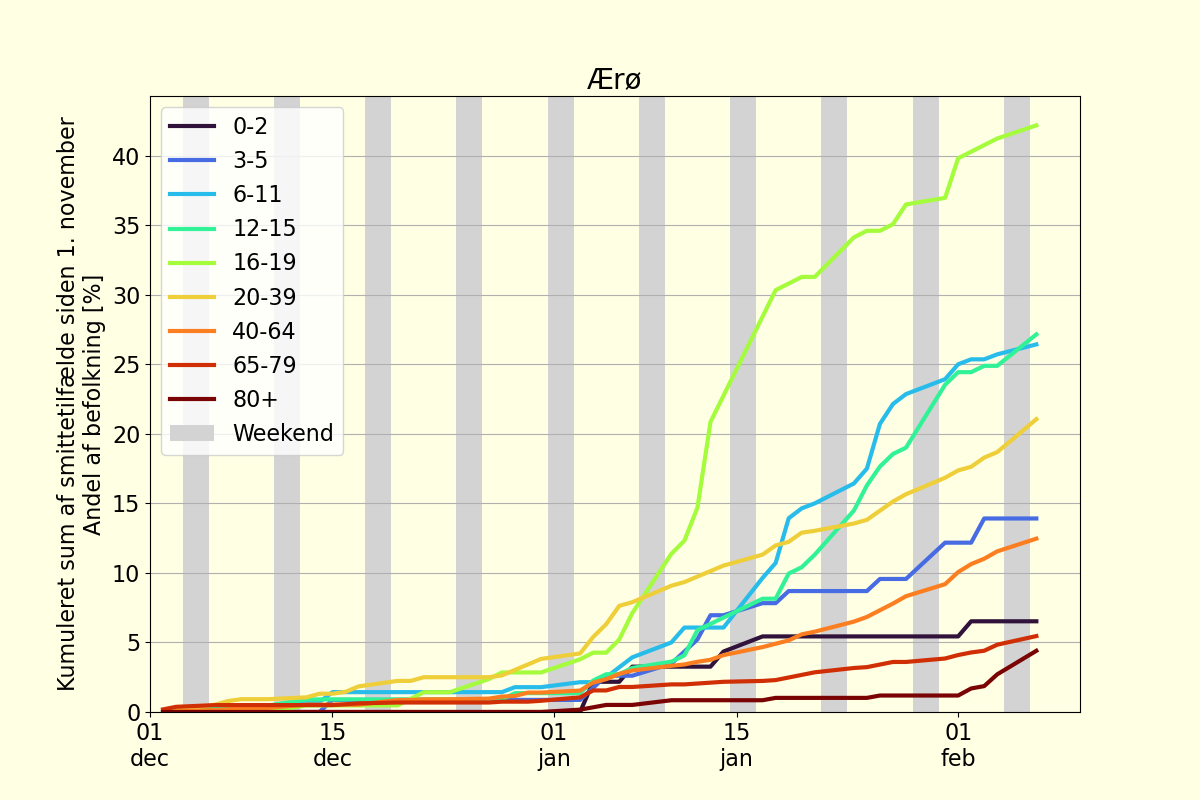 Ærø
Kumuleret sum af smittetilfælde siden 1. november
Andel af befolkning [%]
40
35
30
25
20
15
10
5
0
0-2
3-5
6-11
12-15
16-19
20-39
40-64
65-79
80+
Weekend
01 dec
15 dec
01 jan
15 jan
01 feb